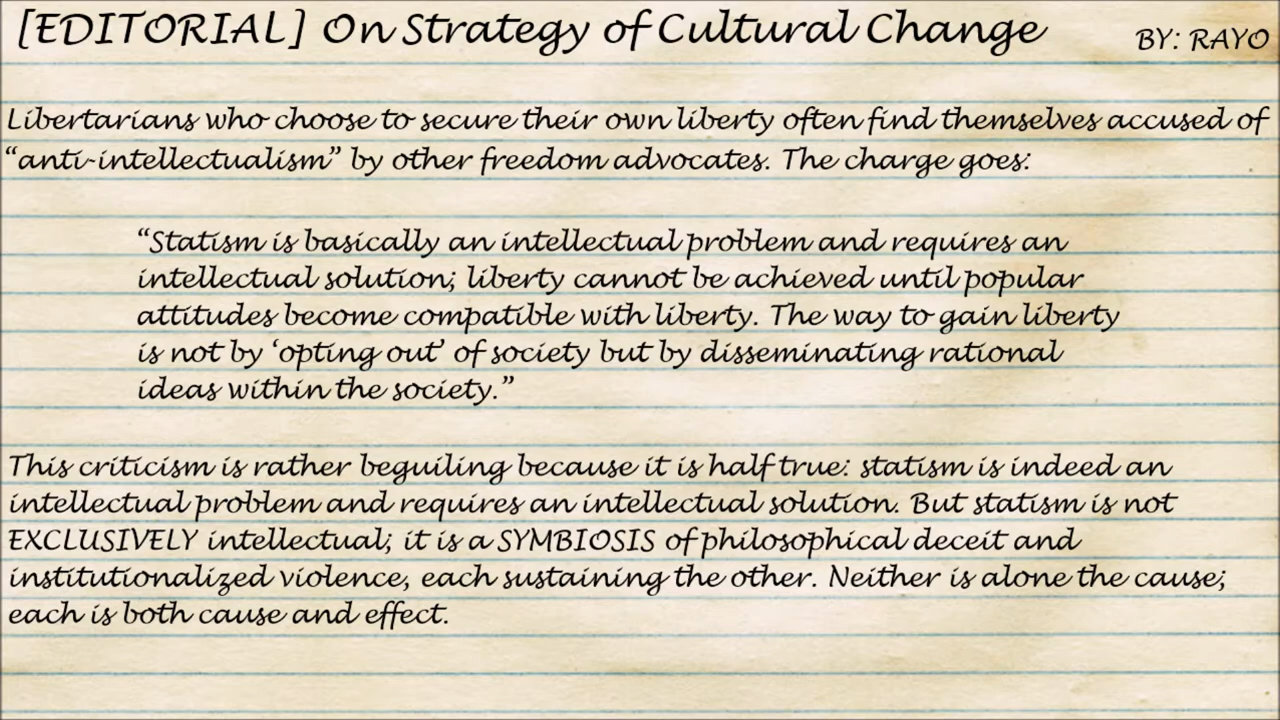 [EDITORIAL] On Strategy of Cultural Change BY: RAYO
Libertarians who choose to secure their own liberty often find themselves accused of
“anti-intellectualism” by other freedom advocates. The charge goes:
“Statism is basically an intellectual problem and requires an
intellectual solution; liberty cannot be achieved until popular
attitudes become compatible with liberty. The way to gain liberty
is not by ‘opting out’ of society but by disseminating rational
ideas within the society.”
This criticism is rather beguiling because it is half true: statism is indeed an
intellectual problem and requires an intellectual solution. But statism is not
EXCLUSIVELY intellectual; it is a SYMBIOSIS of philosophical deceit and
institutionalized violence, each sustaining the other. Neither is alone the cause;
each is both cause and effect.